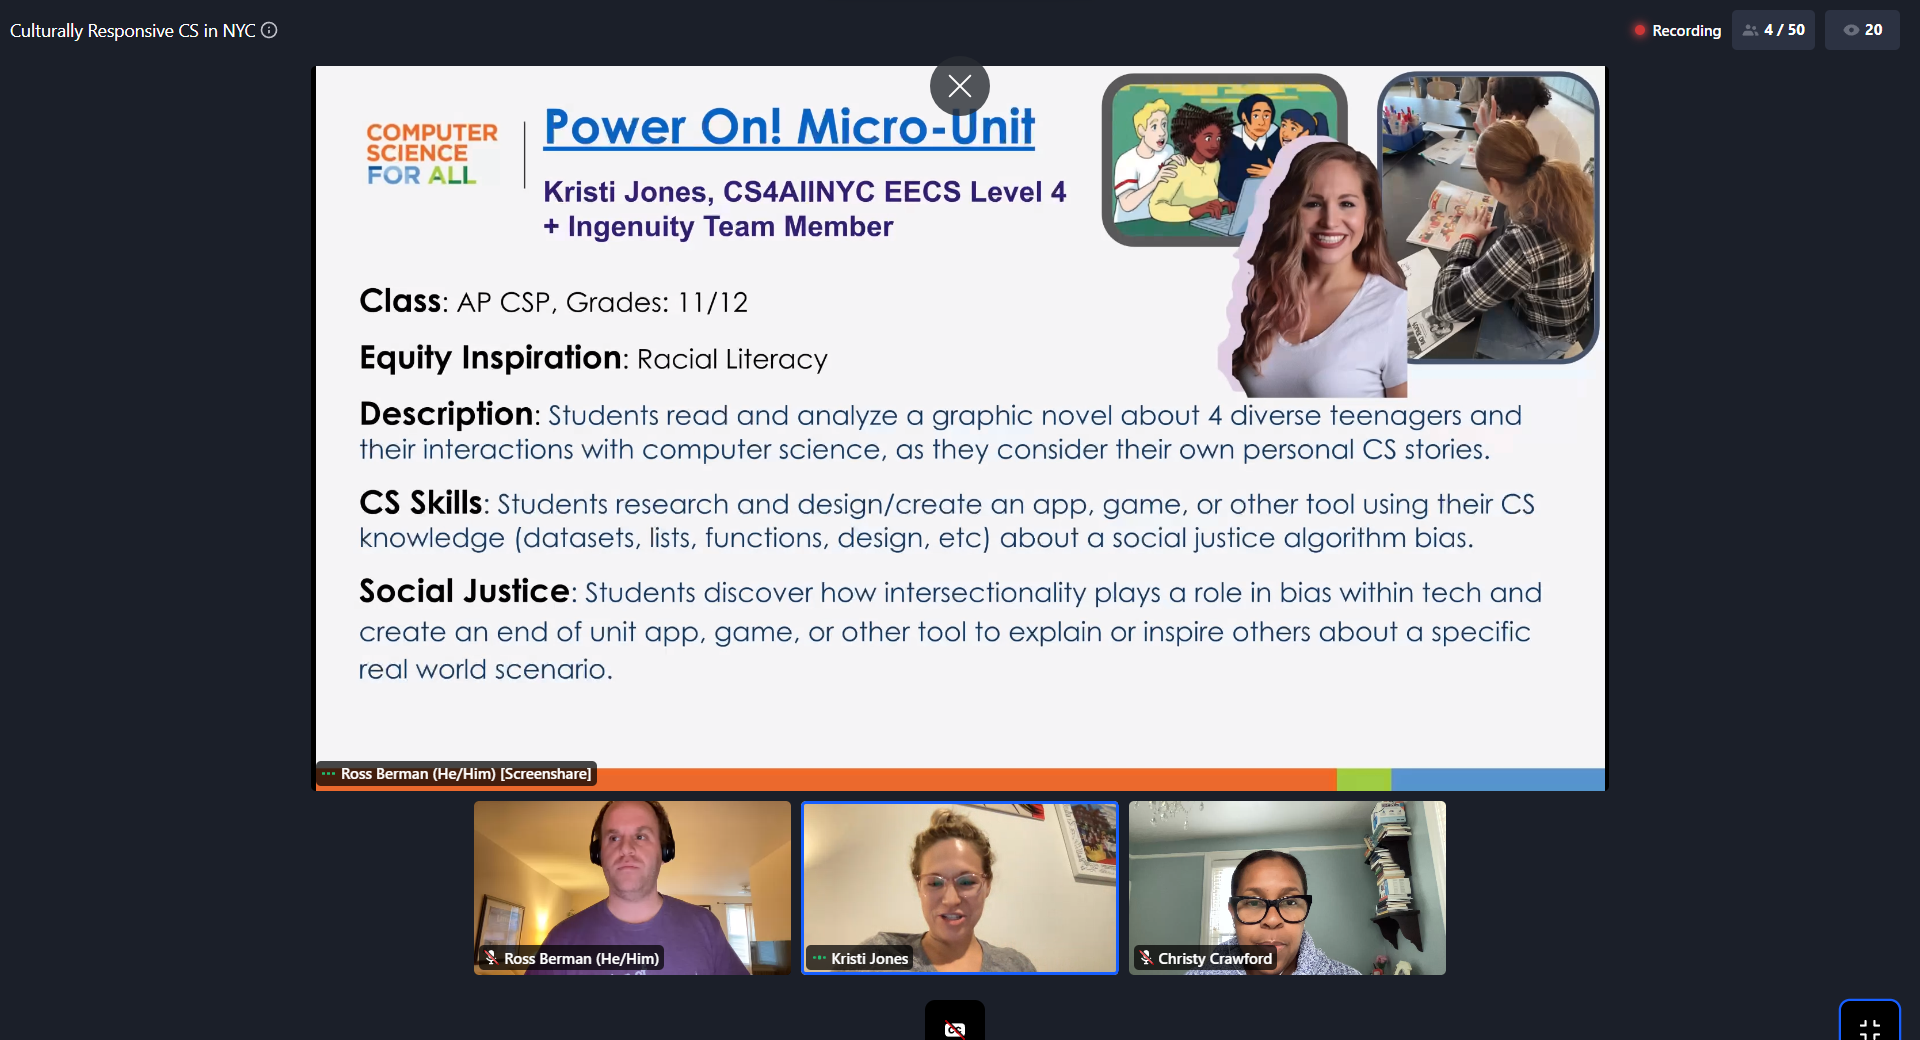 Culturally Responsive CS in NYC
Recording
4 / 50
20
COMPUTER
SCIENCE
FOR ALL
Power On! Micro-Unit
Kristi Jones, CS4AllNYC EECS Level 4
+ Ingenuity Team Member
Class: AP CSP, Grades: 11/12
Equity Inspiration: Racial Literacy
Description: Students read and analyze a graphic novel about 4 diverse teenagers and
their interactions with computer science, as they consider their own personal CS stories.
CS Skills: Students research and design/create an app, game, or other tool using their CS
knowledge (datasets, lists, functions, design, etc) about a social justice algorithm bias.
Social Justice: Students discover how intersectionality plays a role in bias within tech and
create an end of unit app, game, or other tool to explain or inspire others about a specific
real world scenario.
Ross Berman (He/Him) [Screenshare]
Ross Berman (He/Him)
Kristi Jones
Christy Crawford
CC